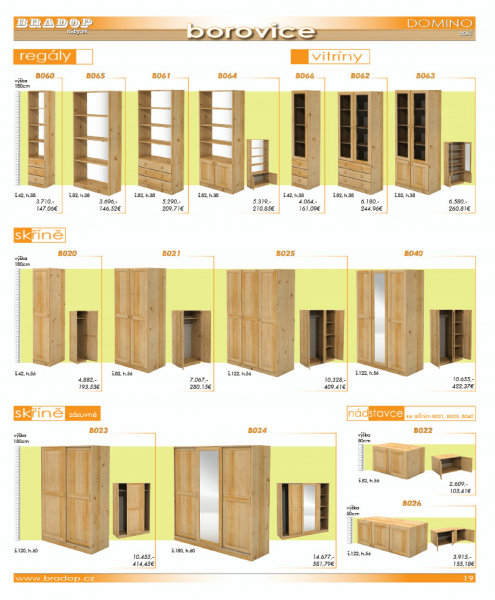 BRADOP nábytek borovice DOMINO
regály vitríny
B060 B065 B061 B064 B066 B062 B063
výška 180cm
š.42, h.38 š.82, h.38 š.82, h.38 š.82, h.38 š.42, h.38 š.82, h.38 š.82, h.38
3.710,- 3.696,- 5.290,- 5.319,- 4.064,- 6.180,- 6.580,-
147,06€ 146,52€ 209,71€ 210,85€ 161,09€ 244,96€ 260,81€
skříně
B020 B021 B025 B040
výška 180cm
š.42, h.56 š.82, h.56 š.122, h.56 š.122, h.56
4.882,- 7.067,- 10.328,- 10.655,-
193,53€ 280,15€ 409,41€ 422,37€
skříně zásuvné nádstavce ke skříním B021, B025, B040
B023 B024 B022
výška 180cm
výška 50cm
š.82, h.56
2.609,-
103,41€
B026
výška 50cm
š.120, h.60 š.180, h.60 š.122, h.56
10.455,- 14.677,- 3.915,-
414,45€ 581,79€ 155,18€
www.bradop.cz 19